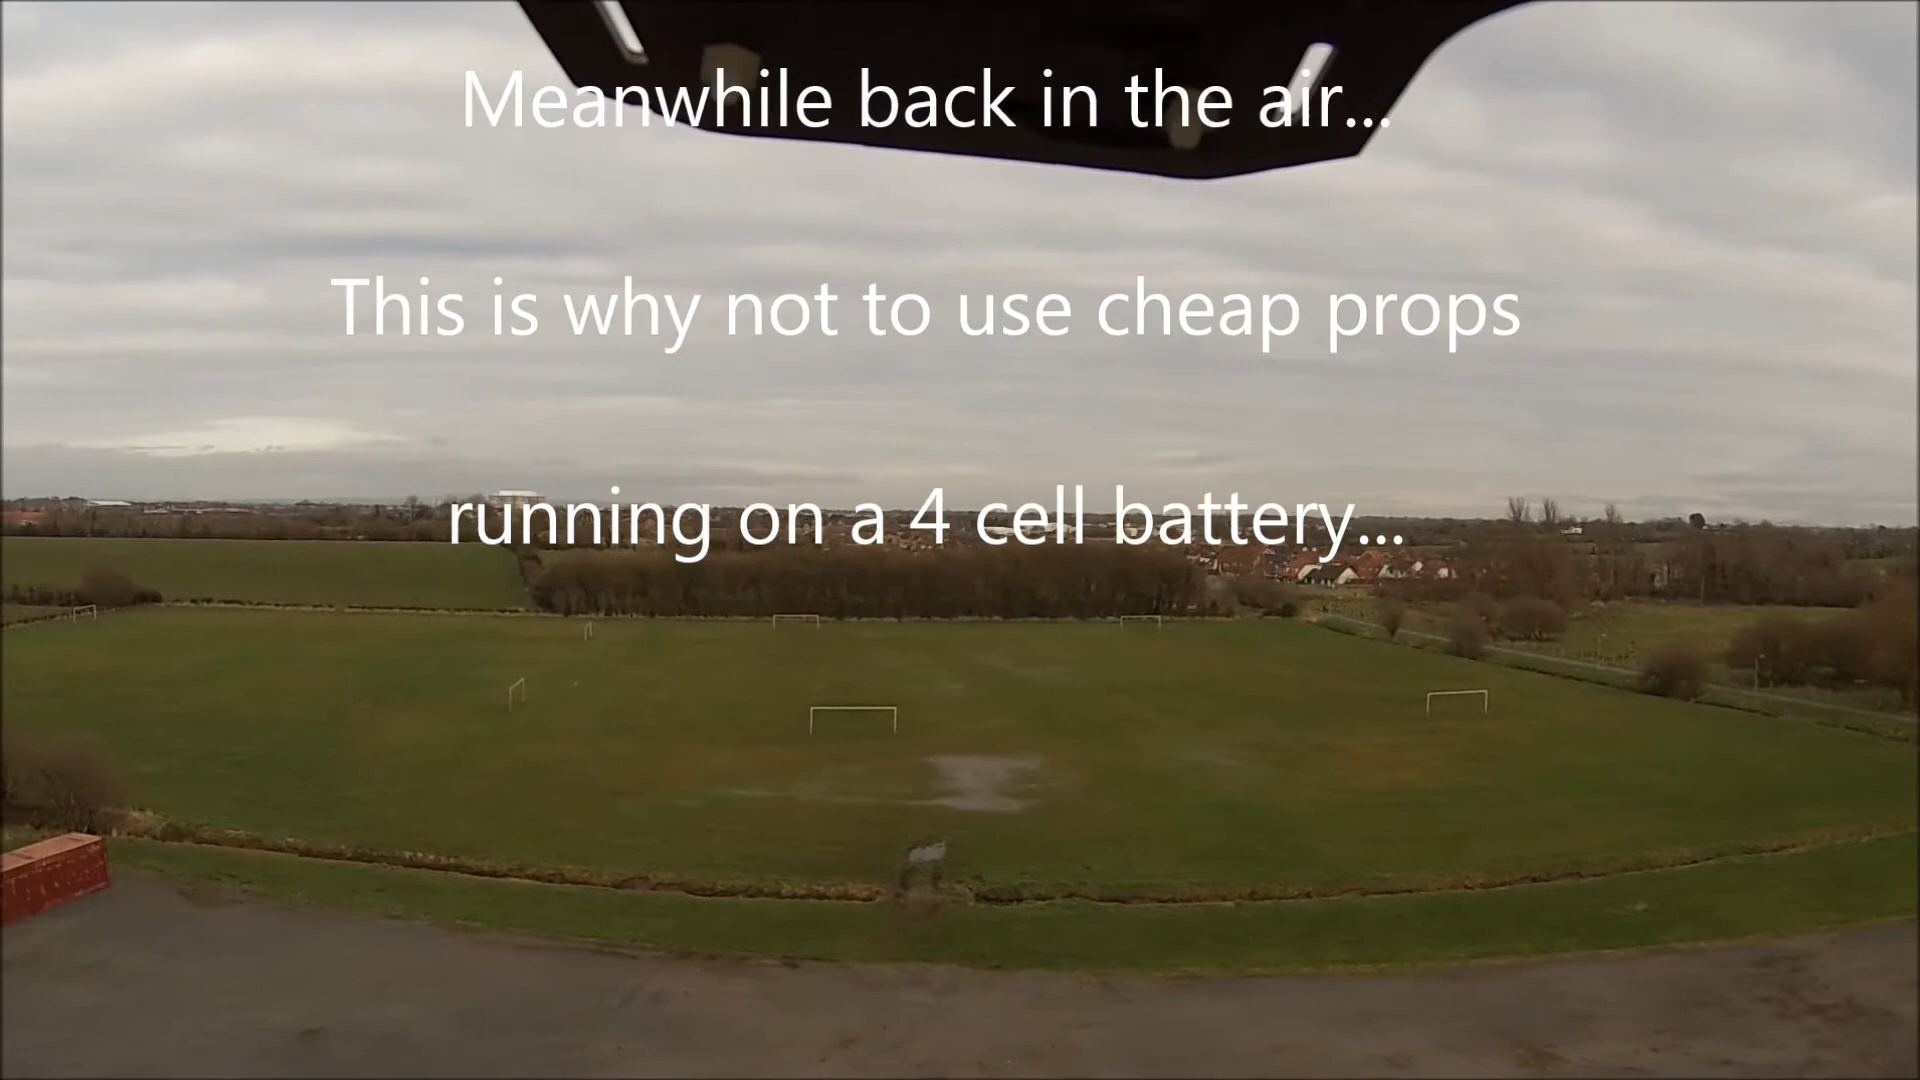 Meanwhile back in the air...
This is why not to use cheap props
running on a 4 cell battery...